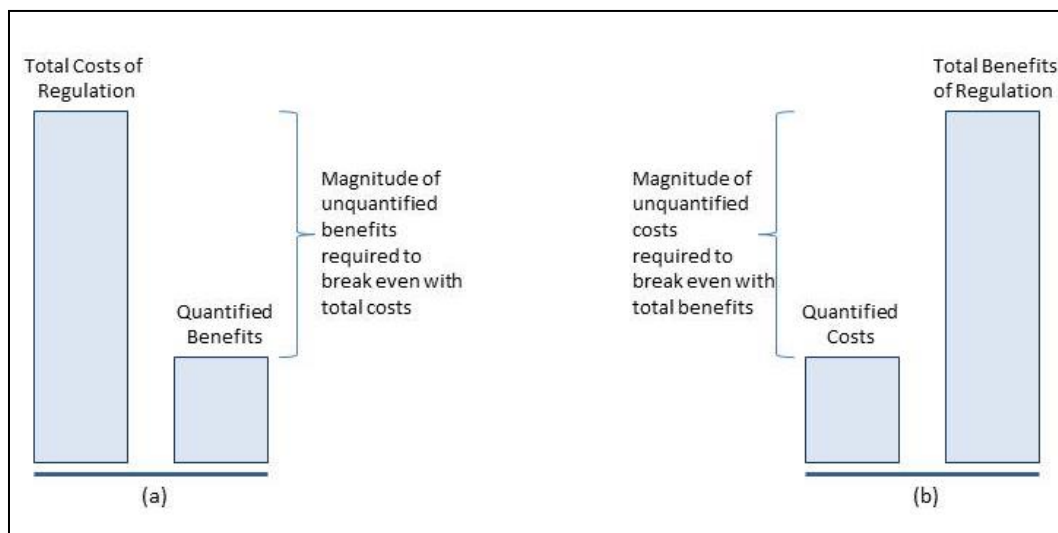 Total Costs of
Regulation
Magnitude of
unquantified
benefits
required to
break even with
total costs
Quantified
Benefits
(a)
Total Benefits
of Regulation
Magnitude of
unquantified
costs
required to
break even with
total benefits
Quantified
Costs
(b)